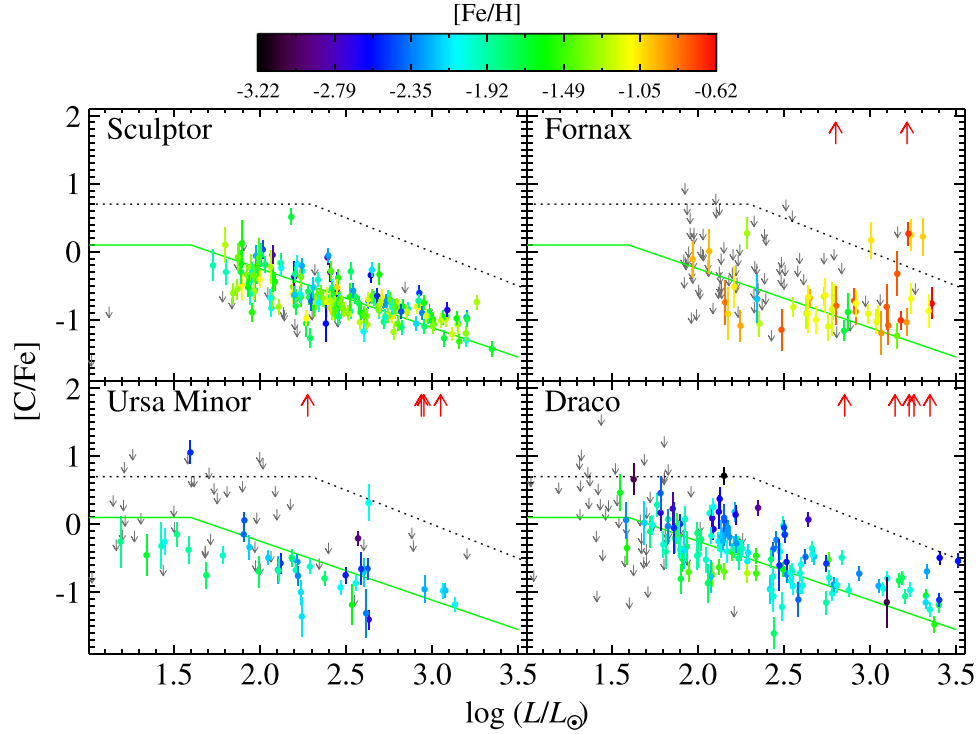 [Fe/H]
-3.22 -2.79 -2.35 -1.92 -1.49 -1.05 -0.62
Sculptor
Fornax
2
1
0
-1
Ursa Minor
Draco
2
1
0
-1
[C/Fe]
1.5 2.0 2.5 3.0 3.5 1.5 2.0 2.5 3.0 3.5
log (L/L☉)